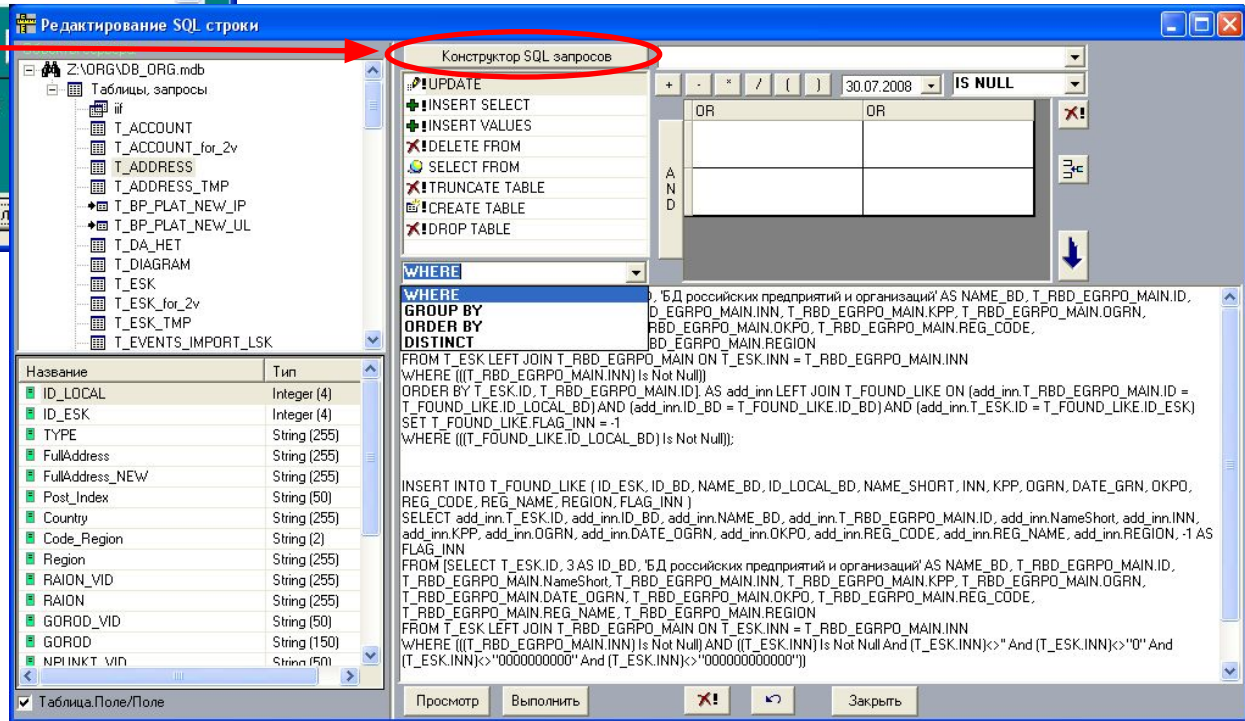 Редактирование SQL строки
Z:\ORG\DB_ORG.mdb
Таблицы, запросы
iif
T_ACCOUNT
T_ACCOUNT_for_2v
T_ADDRESS
T_ADDRESS_TMP
T_BP_PLAT_NEW_IP
T_BP_PLAT_NEW_UL
T_DA_HET
T_DIAGRAM
T_ESK
T_ESK_for_2v
T_ESK_TMP
T_EVENTS_IMPORT_LSK
Название Тип
ID_LOCAL Integer (4)
ID_ESK Integer (4)
TYPE String (255)
FullAddress String (255)
FullAddress_NEW String (255)
Post_Index String (50)
Country String (255)
Code_Region String (2)
Region String (255)
RAION_VID String (255)
RAION String (255)
GOROD_VID String (50)
GOROD String (150)
NPUNKT_VID String (50)
Таблица.Поле/Поле
Конструктор SQL запросов
UPDATE
INSERT SELECT
INSERT VALUES
DELETE FROM
SELECT FROM
TRUNCATE TABLE
CREATE TABLE
DROP TABLE
+ - * / ( ) 30.07.2008 IS NULL
OR OR
AND
WHERE
WHERE
GROUP BY
ORDER BY
DISTINCT
, 'БД российских предприятий и организаций' AS NAME_BD, T_RBD_EGRPO_MAIN.ID,
D_EGRPO_MAIN.INN, T_RBD_EGRPO_MAIN.KPP, T_RBD_EGRPO_MAIN.OGRN,
RBD_EGRPO_MAIN.OKPO, T_RBD_EGRPO_MAIN.REG_CODE,
BD_EGRPO_MAIN.REGION
FROM T_ESK LEFT JOIN T_RBD_EGRPO_MAIN ON T_ESK.INN = T_RBD_EGRPO_MAIN.INN
WHERE (((T_RBD_EGRPO_MAIN.INN) Is Not Null))
ORDER BY T_ESK.ID, T_RBD_EGRPO_MAIN.ID]. AS add_inn LEFT JOIN T_FOUND_LIKE ON (add_inn.T_RBD_EGRPO_MAIN.ID =
T_FOUND_LIKE.ID_LOCAL_BD) AND (add_inn.ID_BD = T_FOUND_LIKE.ID_BD) AND (add_inn.T_ESK.ID = T_FOUND_LIKE.ID_ESK)
SET T_FOUND_LIKE.FLAG_INN = -1
WHERE (((T_FOUND_LIKE.ID_LOCAL_BD) Is Not Null));
INSERT INTO T_FOUND_LIKE ( ID_ESK, ID_BD, NAME_BD, ID_LOCAL_BD, NAME_SHORT, INN, KPP, OGRN, DATE_GRN, OKPO,
REG_CODE, REG_NAME, REGION, FLAG_INN )
SELECT add_inn.T_ESK.ID, add_inn.ID_BD, add_inn.NAME_BD, add_inn.T_RBD_EGRPO_MAIN.ID, add_inn.NameShort, add_inn.INN,
add_inn.KPP, add_inn.OGRN, add_inn.DATE_OGRN, add_inn.OKPO, add_inn.REG_CODE, add_inn.REG_NAME, add_inn.REGION, -1 AS
FLAG_INN
FROM [SELECT T_ESK.ID, 3 AS ID_BD, 'БД российских предприятий и организаций' AS NAME_BD, T_RBD_EGRPO_MAIN.ID,
T_RBD_EGRPO_MAIN.NameShort, T_RBD_EGRPO_MAIN.INN, T_RBD_EGRPO_MAIN.KPP, T_RBD_EGRPO_MAIN.OGRN,
T_RBD_EGRPO_MAIN.DATE_OGRN, T_RBD_EGRPO_MAIN.OKPO, T_RBD_EGRPO_MAIN.REG_CODE,
T_RBD_EGRPO_MAIN.REG_NAME, T_RBD_EGRPO_MAIN.REGION
FROM T_ESK LEFT JOIN T_RBD_EGRPO_MAIN ON T_ESK.INN = T_RBD_EGRPO_MAIN.INN
WHERE (((T_RBD_EGRPO_MAIN.INN) Is Not Null) AND ((T_ESK.INN) Is Not Null And (T_ESK.INN)<>'' And (T_ESK.INN)<>"0" And
(T_ESK.INN)<>"0000000000" And (T_ESK.INN)<>"000000000000"))
Просмотр Выполнить Закрыть